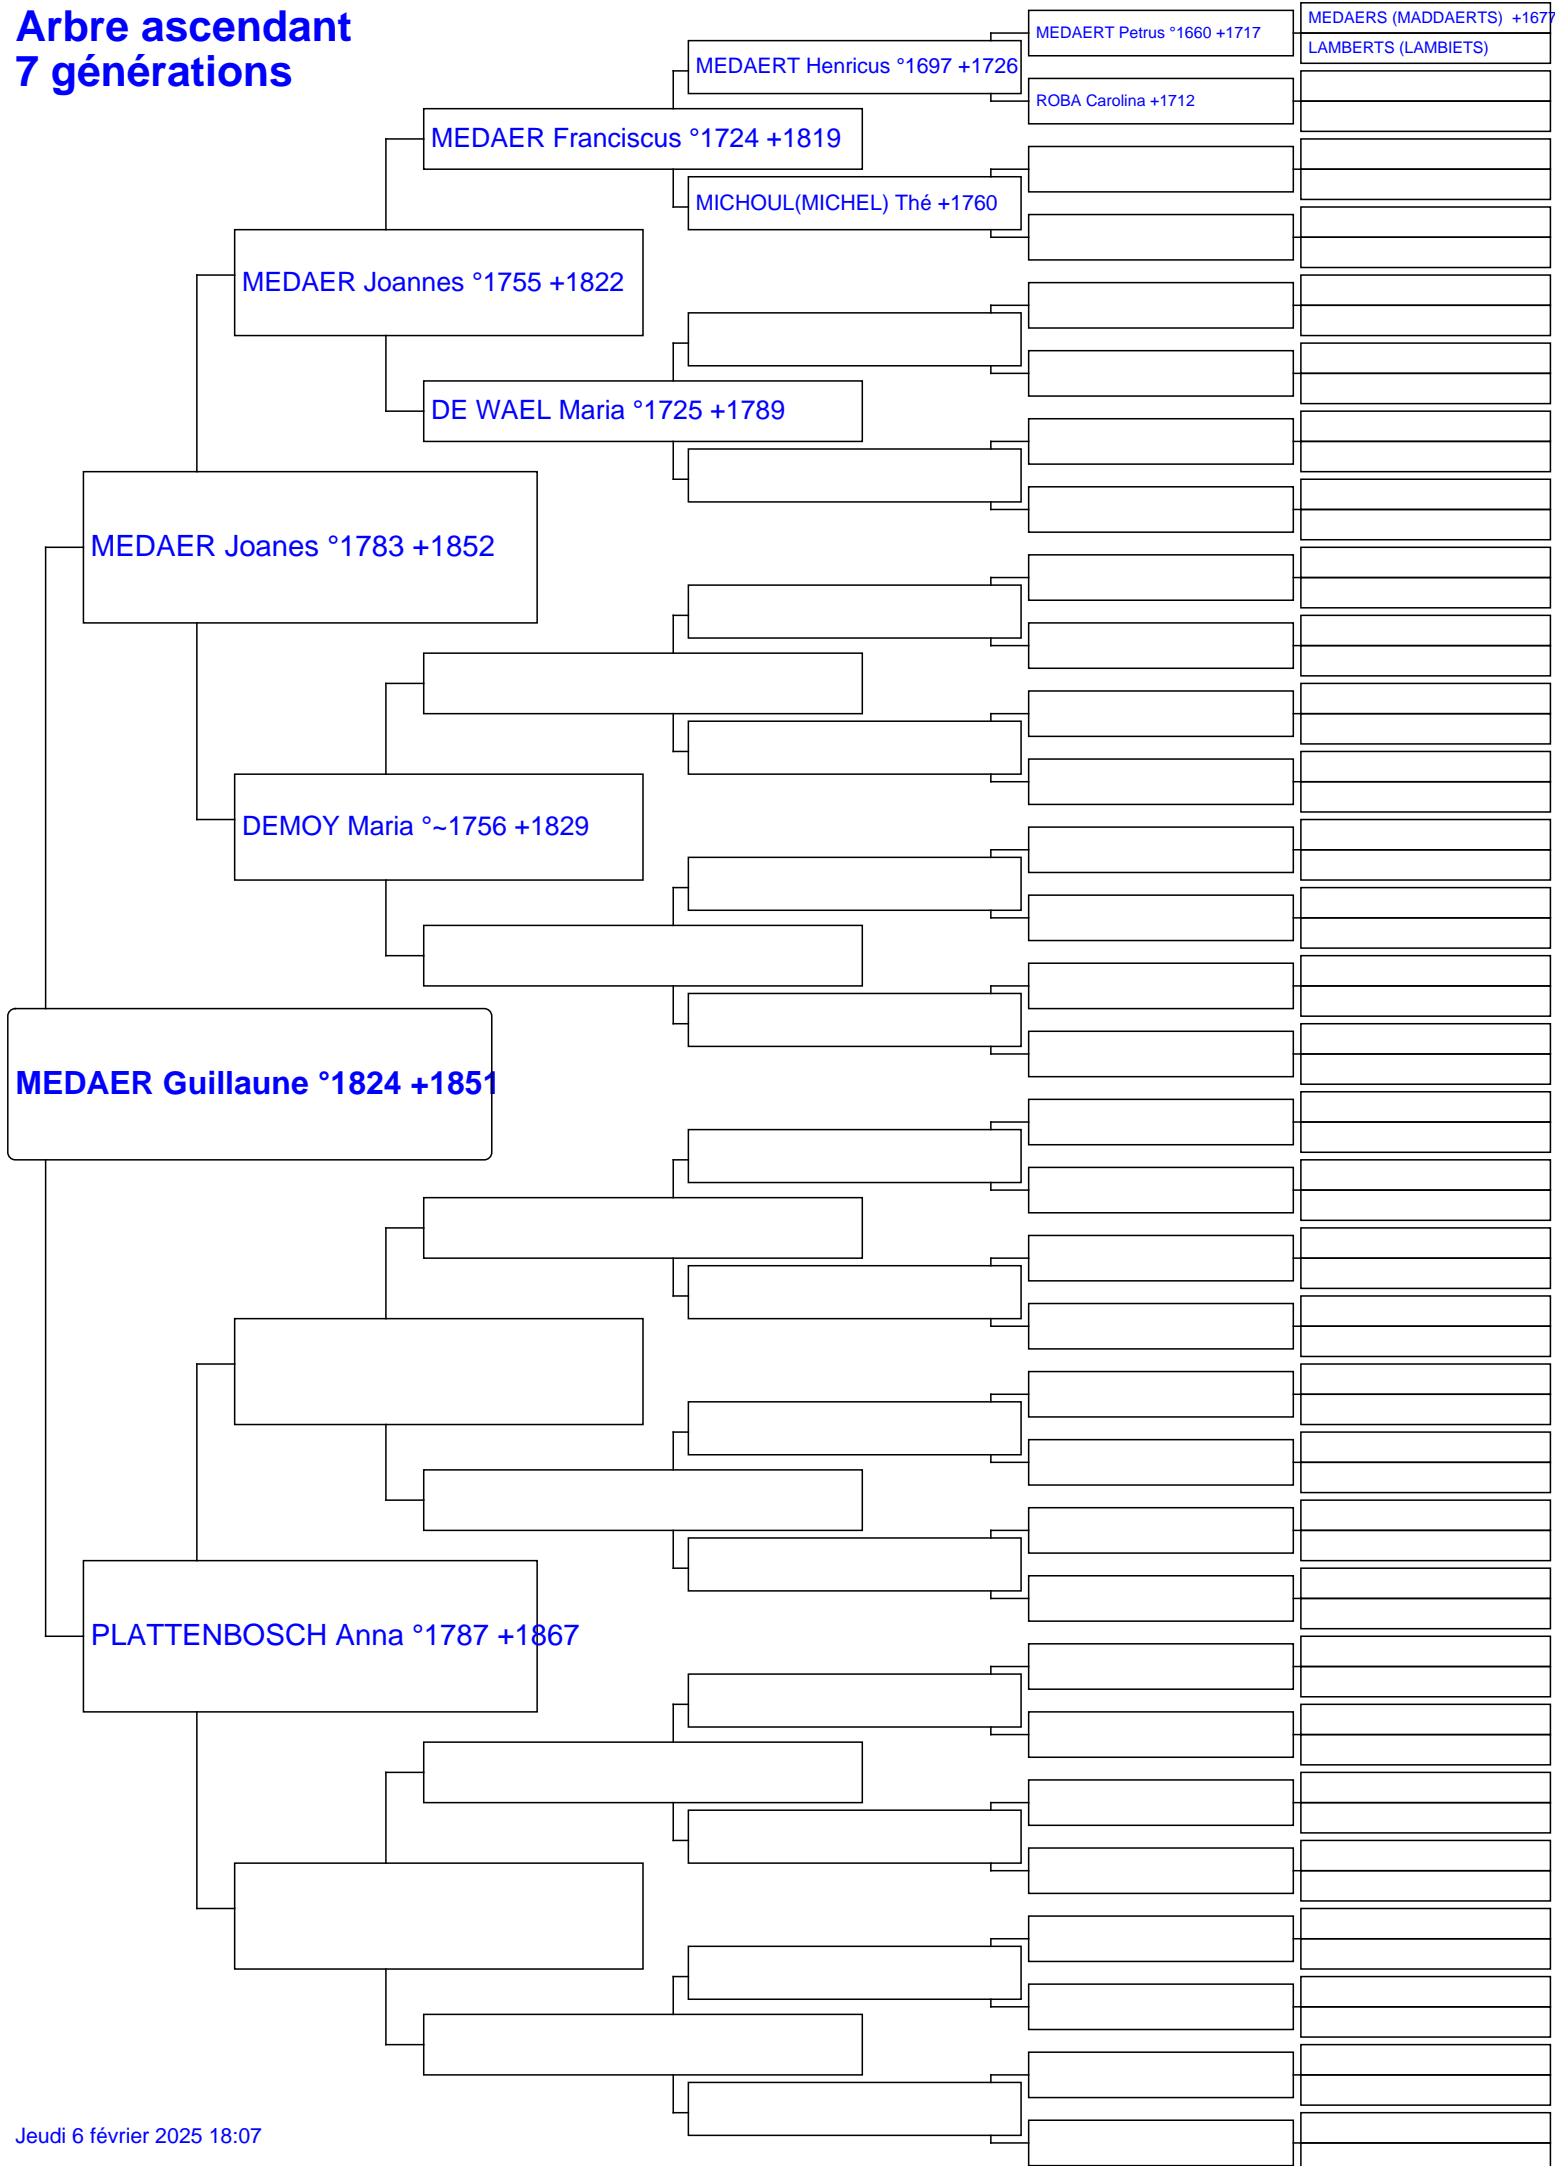 Arbre ascendant
7 générations
MEDAERS (MADDAERTS) +1677
MEDAERT Petrus °1660 +1717
LAMBERTS (LAMBIETS)
MEDAERT Henricus °1697 +1726
ROBA Carolina +1712
MEDAER Franciscus °1724 +1819
MICHOUL(MICHEL) Thé +1760
MEDAER Joannes °1755 +1822
DE WAEL Maria °1725 +1789
MEDAER Joanes °1783 +1852
DEMOY Maria °~1756 +1829
MEDAER Guillaune °1824 +1851
PLATTENBOSCH Anna °1787 +1867
Jeudi 6 février 2025 18:07